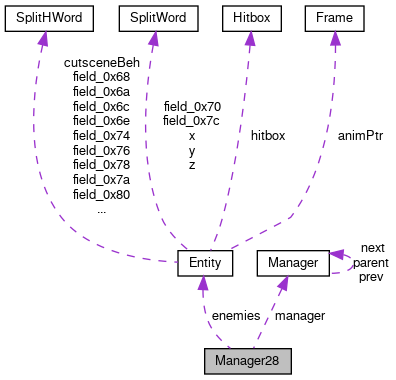 SplitHWord
SplitWord
Hitbox
Frame
cutsceneBeh
field_0x68
field_0x6a
field_0x6c
field_0x6e
field_0x74
field_0x76
field_0x78
field_0x7a
field_0x80
...
field_0x70
field_0x7c
x
y
z
hitbox
animPtr
Entity
Manager
next
parent
prev
enemies
manager
Manager28